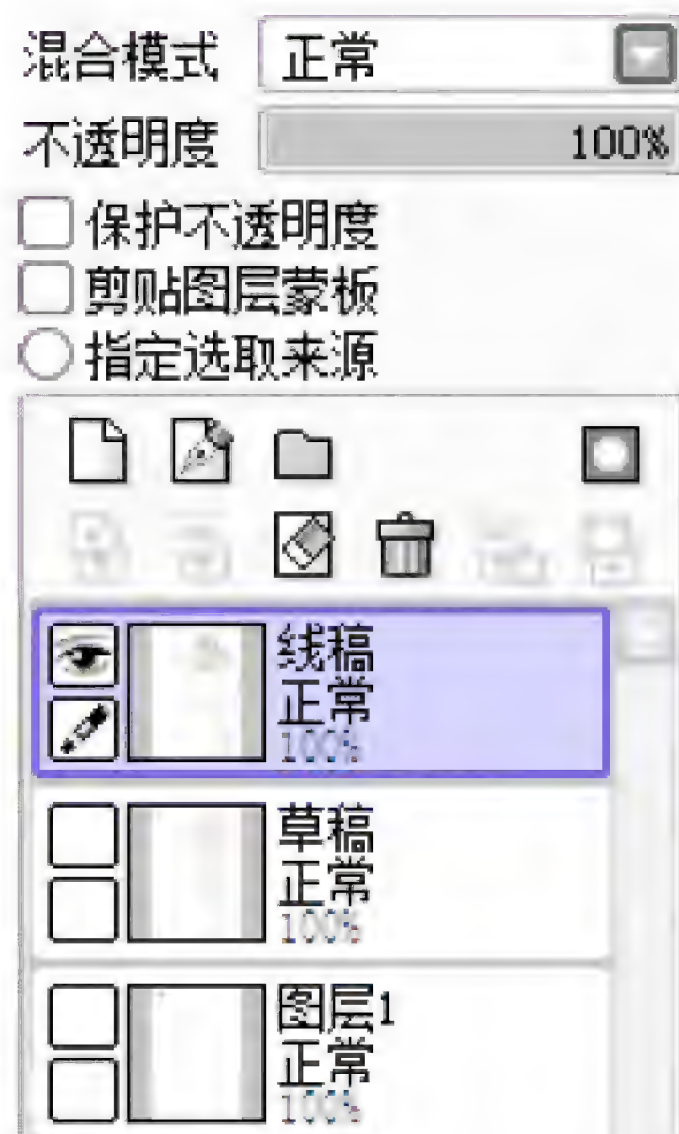 混合模式 正常
不透明度 100%
保护不透明度
剪贴图层蒙板
指定选取来源
线稿
正常
100%
草稿
正常
100%
图层1
正常
100%